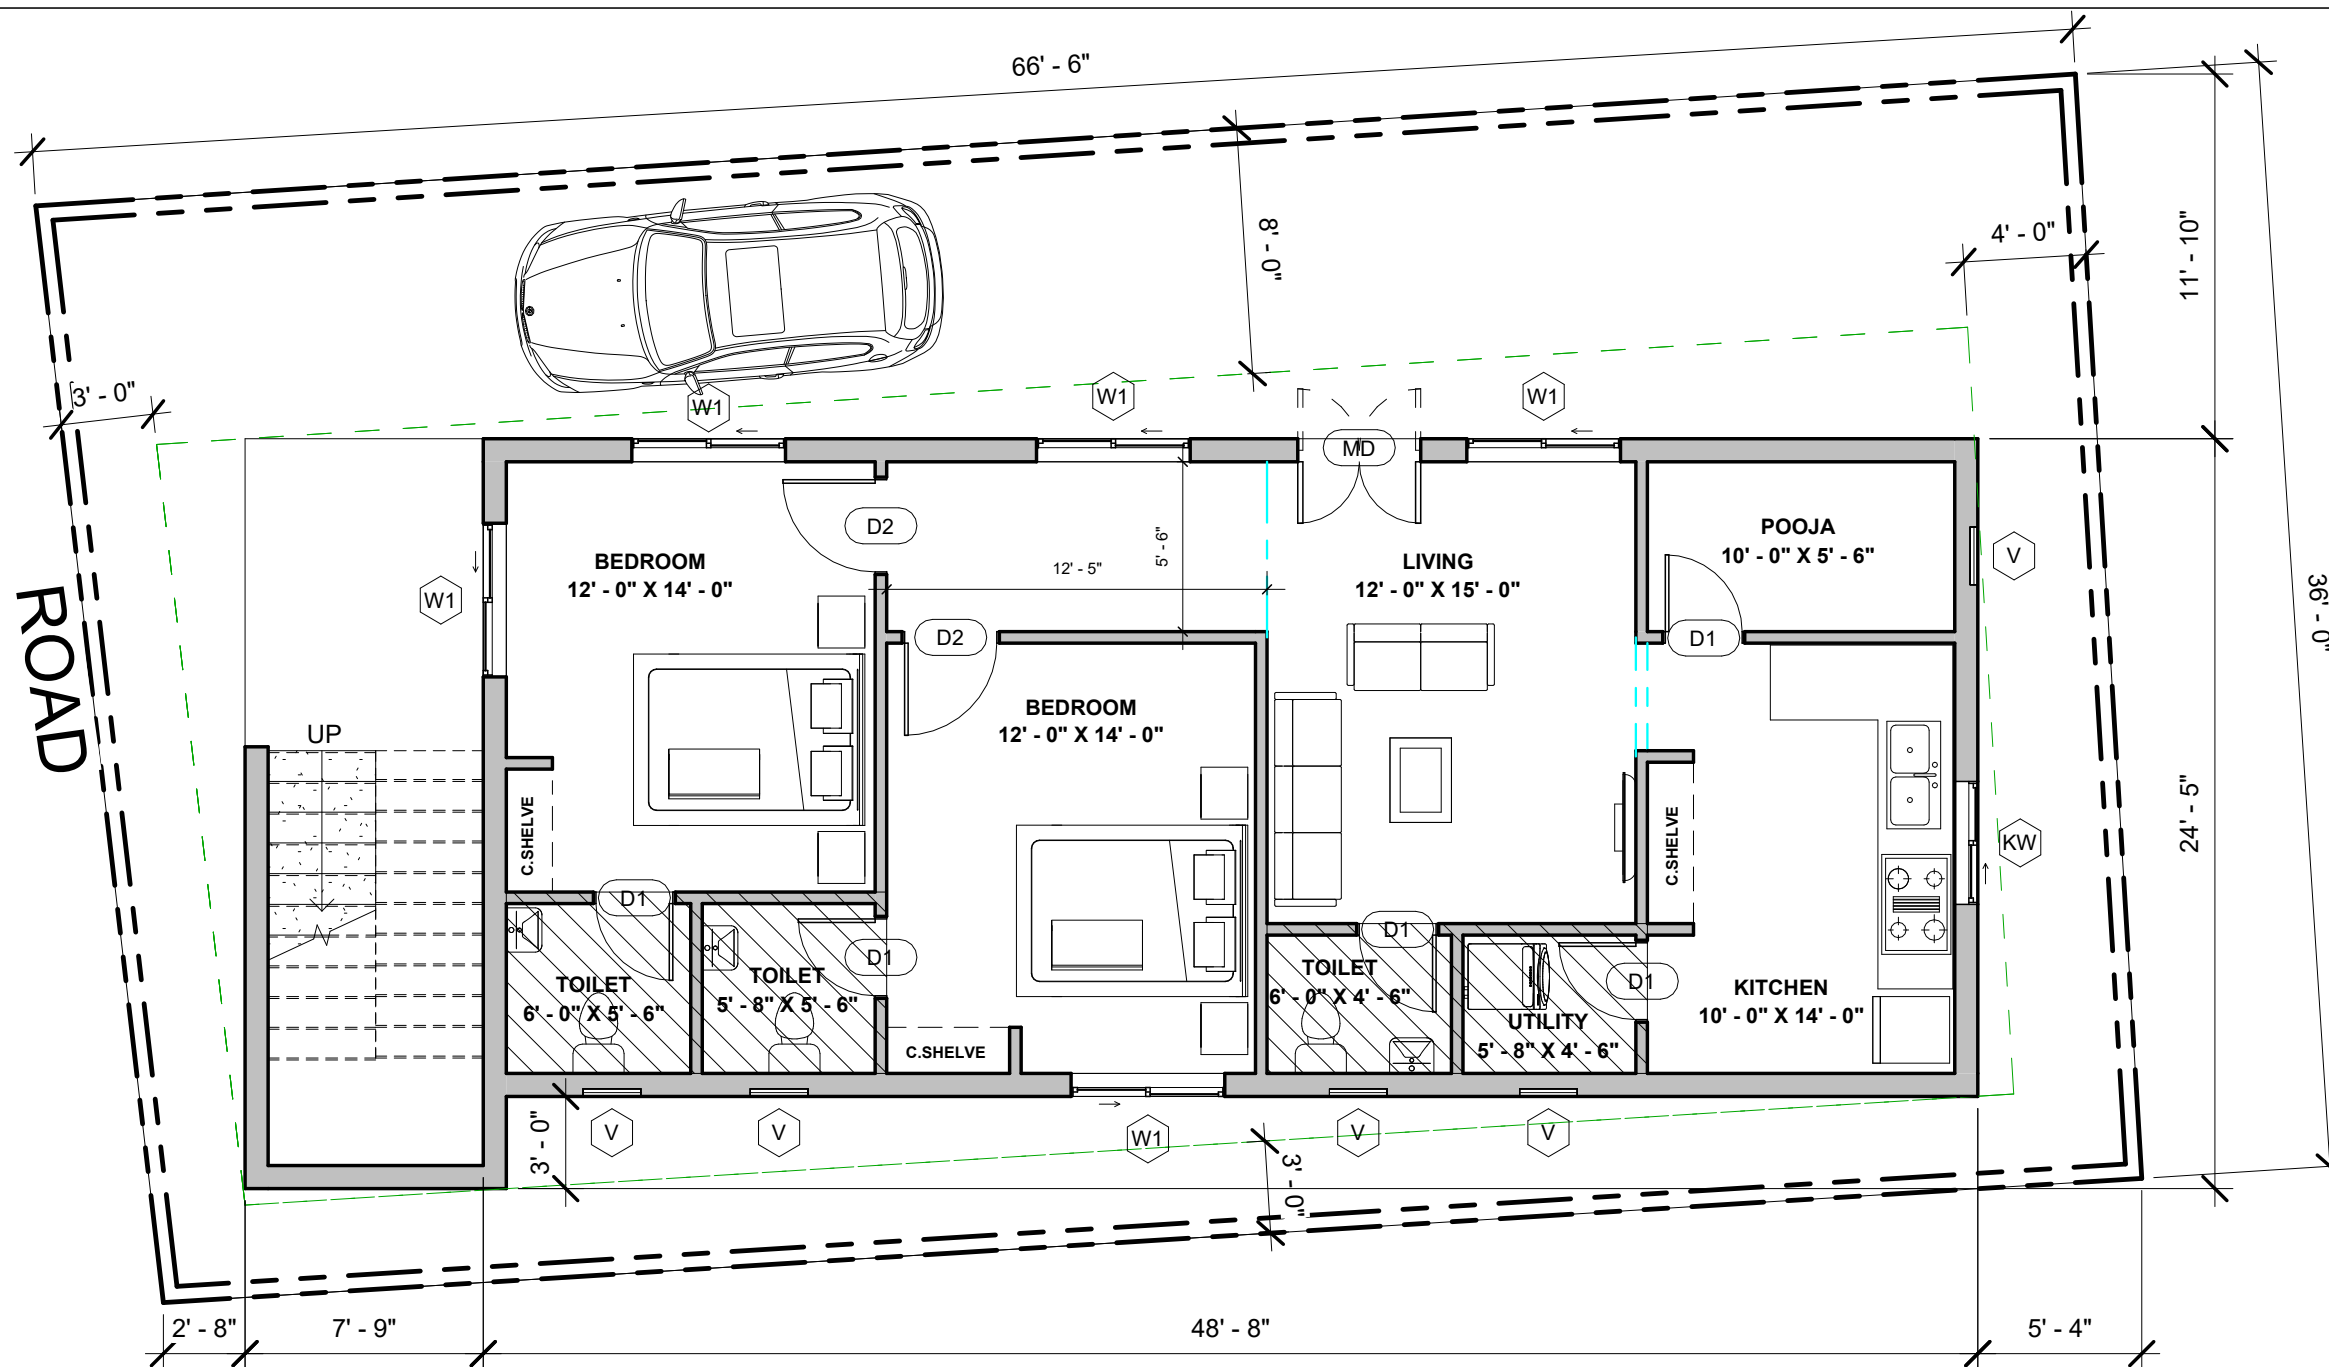 66' - 6"
8' - 0"
4' - 0"
11' - 10"
3' - 0"
W1
W1
W1
MD
D2
5' - 6"
12' - 5"
BEDROOM
12' - 0" X 14' - 0"
LIVING
12' - 0" X 15' - 0"
POOJA
10' - 0" X 5' - 6"
V
W1
36' - 0"
ROAD
D2
D1
UP
BEDROOM
12' - 0" X 14' - 0"
C.SHELVE
C.SHELVE
KW
24' - 5"
D1
D1
D1
D1
TOILET
6' - 0" X 5' - 6"
TOILET
5' - 8" X 5' - 6"
TOILET
6' - 0" X 4' - 6"
UTILITY
5' - 8" X 4' - 6"
KITCHEN
10' - 0" X 14' - 0"
C.SHELVE
3' - 0"
V
V
W1
V
V
3' - 0"
2' - 8"
7' - 9"
48' - 8"
5' - 4"